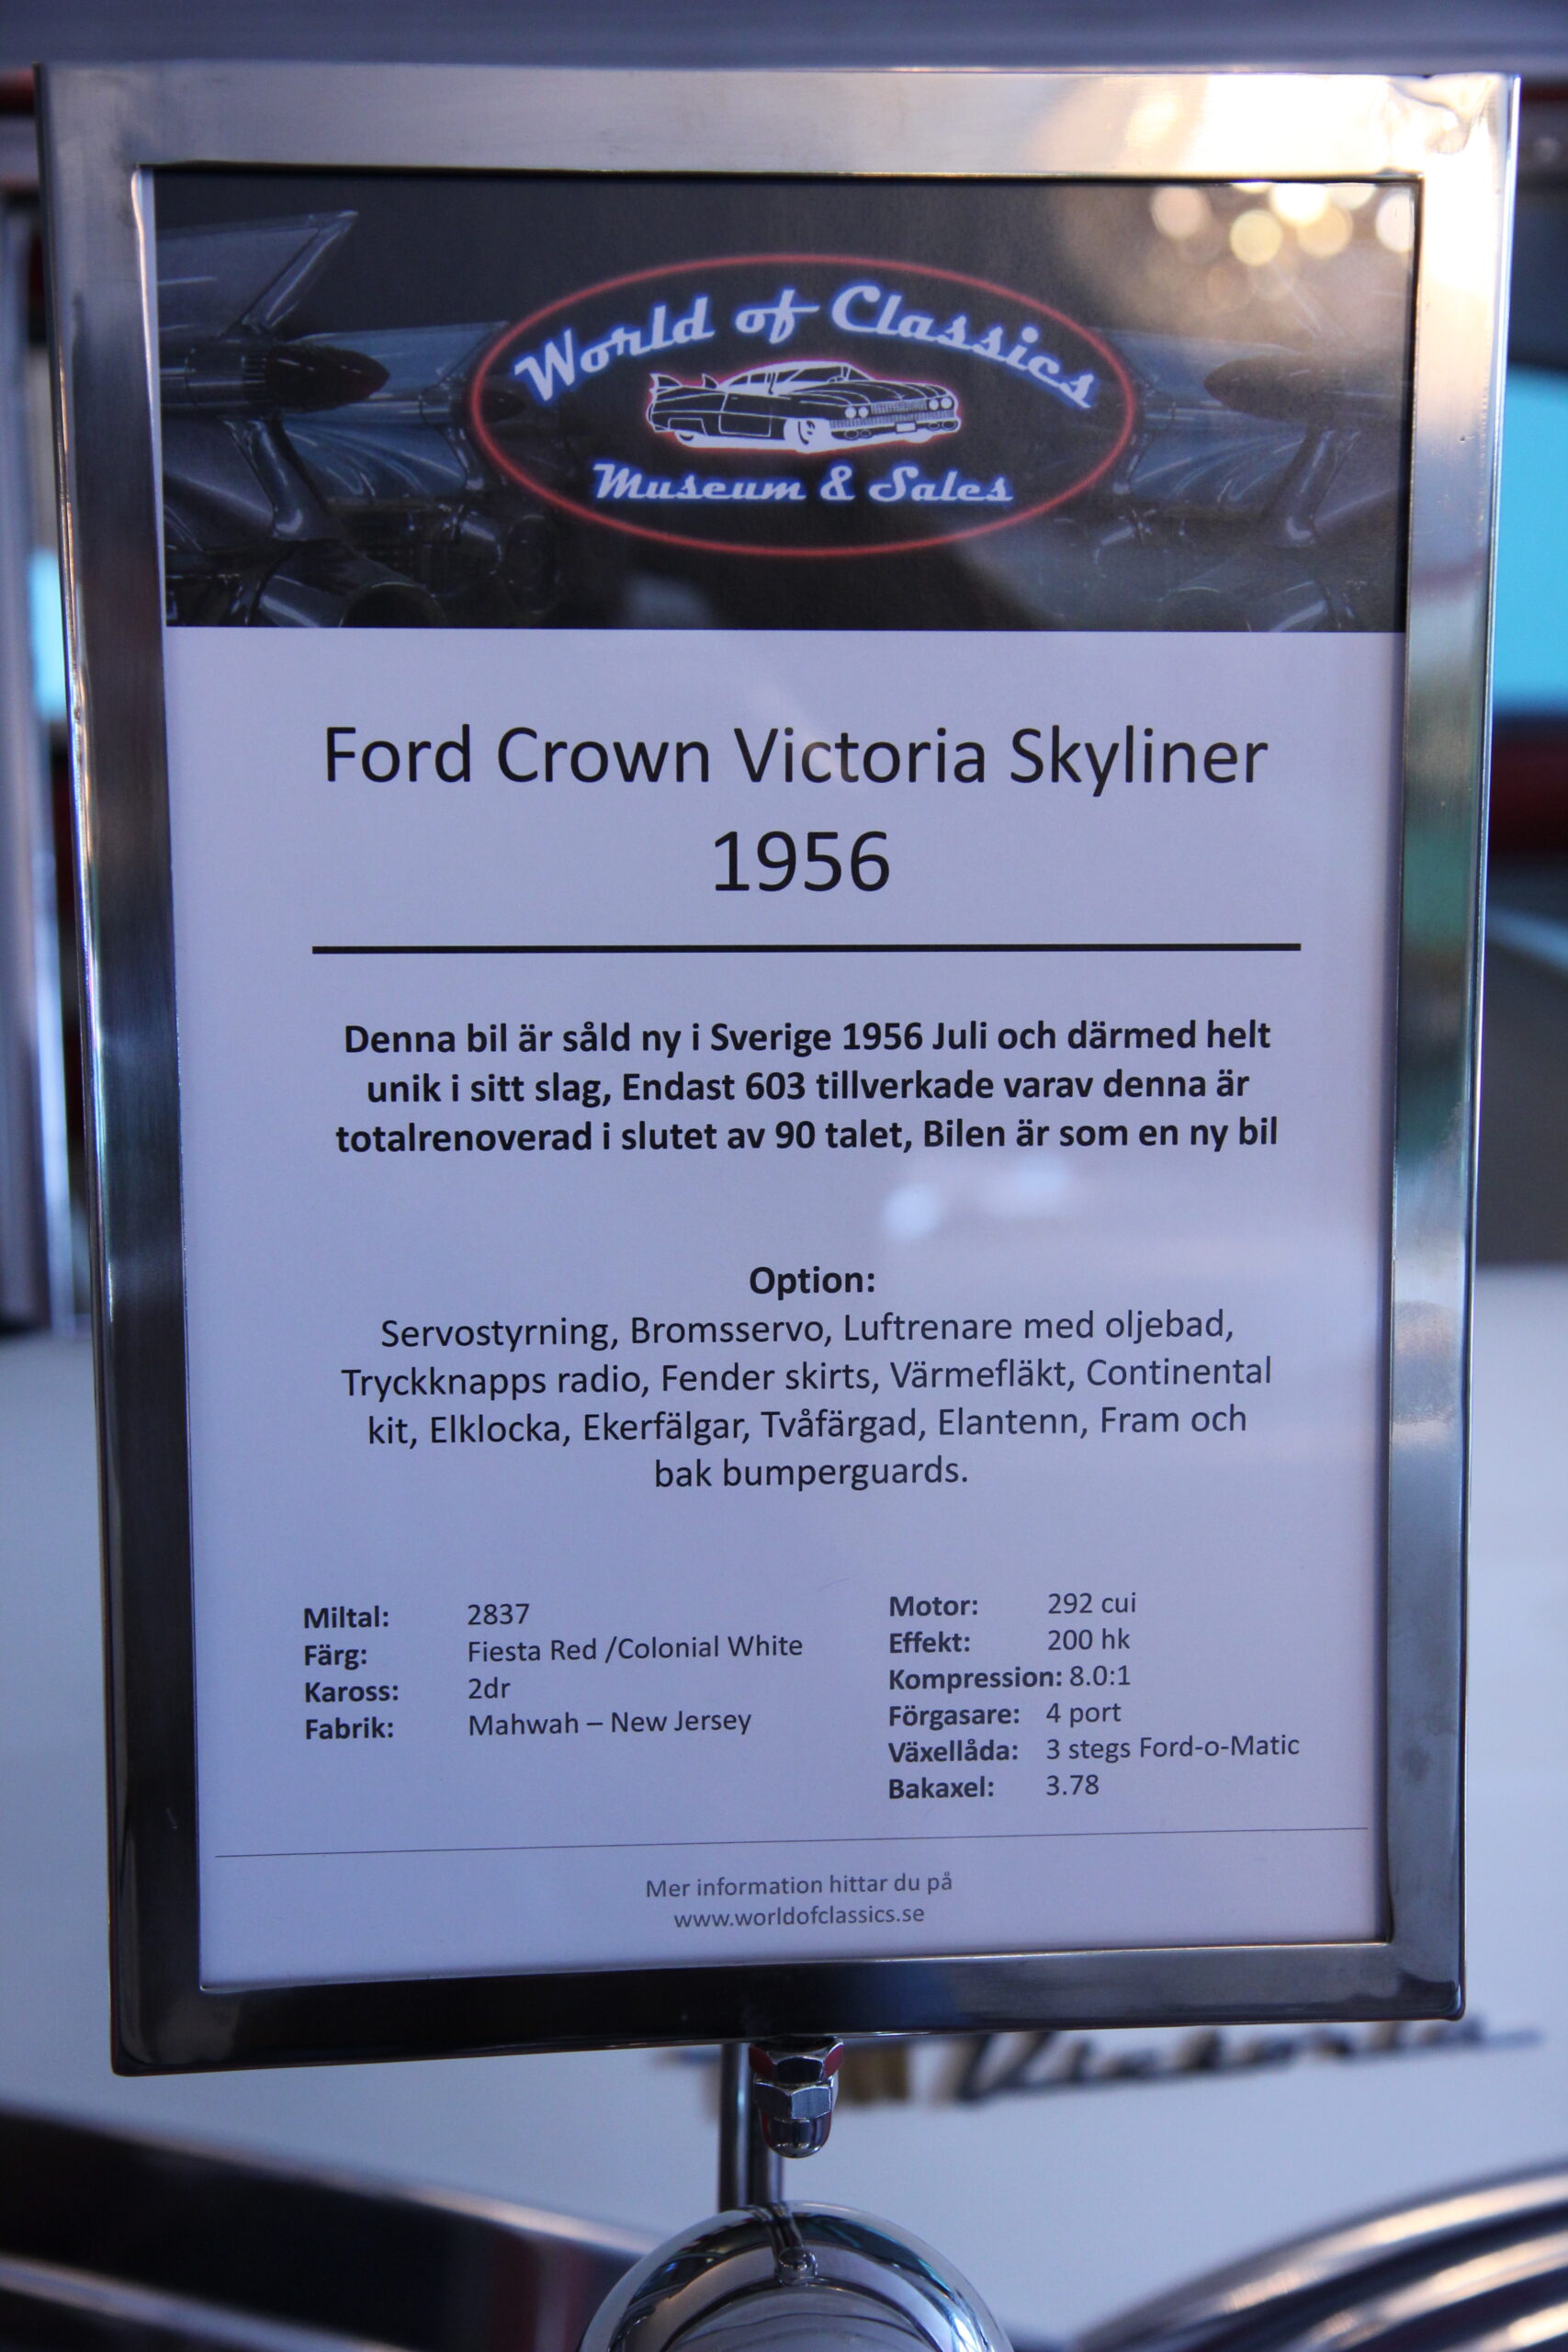 World of Classics
Museum & Sales
Ford Crown Victoria Skyliner
1956
Denna bil är såld ny i Sverige 1956 Juli och därmed helt
unik i sitt slag, Endast 603 tillverkade varav denna är
totalrenoverad i slutet av 90 talet, Bilen är som en ny bil
Option:
Servostyrning, Bromsservo, Luftrenare med oljebad,
Tryckknapps radio, Fender skirts, Värmefläkt, Continental
kit, Elklocka, Ekerfälgar, Tvåfärgad, Elantenn, Fram och
bak bumperguards.
Miltal: 2837
Färg: Fiesta Red /Colonial White
Kaross: 2dr
Fabrik: Mahwah – New Jersey
Motor: 292 cui
Effekt: 200 hk
Kompression: 8.0:1
Förgasare: 4 port
Växellåda: 3 stegs Ford-o-Matic
Bakaxel: 3.78
Mer information hittar du på
www.worldofclassics.se
Victoria